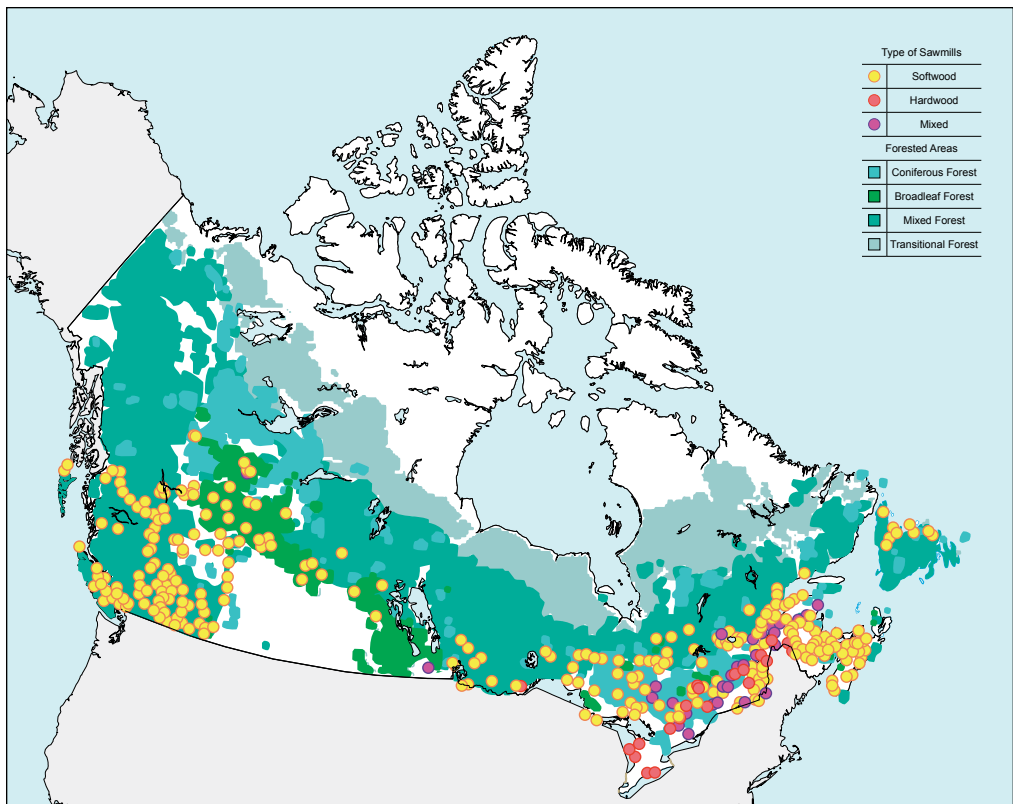 Type of Sawmills
Softwood
Hardwood
Mixed
Forested Areas
Coniferous Forest
Broadleaf Forest
Mixed Forest
Transitional Forest